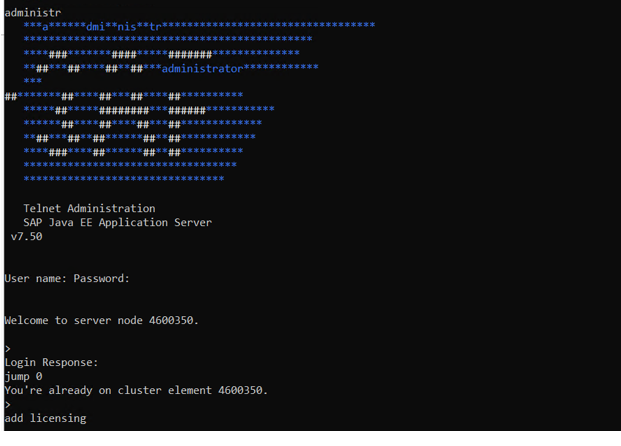 administr
***a******dmi**nis**tr**********************************
**********************************************
****###*******####*****#######**************
**##***##****##**##***administrator************
***
##*******##****##***##****##**********
*****##*****########***######***********
******##****##****##***##*************
**##***##**##******##**##************
****###****##******##**##**********
**********************************
********************************
Telnet Administration
SAP Java EE Application Server
v7.50
User name: Password:
Welcome to server node 4600350.
>
Login Response:
jump 0
You're already on cluster element 4600350.
>
add licensing